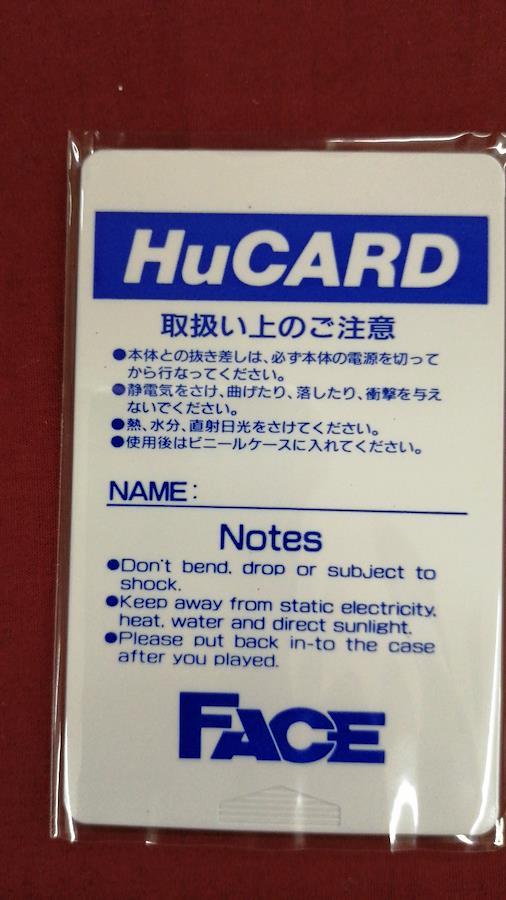 HuCARD
取扱い上のご注意
●本体との抜き差しは、必ず本体の電源を切って
から行なってください。
●静電気をさけ、曲げたり、落したり、衝撃を与え
ないでください。
●熱、水分、直射日光をさけてください。
●使用後はビニールケースに入れてください。
NAME:
Notes
●Don't bend, drop or subject to
shock.
●Keep away from static electricity,
heat, water and direct sunlight.
●Please put back in-to the case
after you played.
FACE